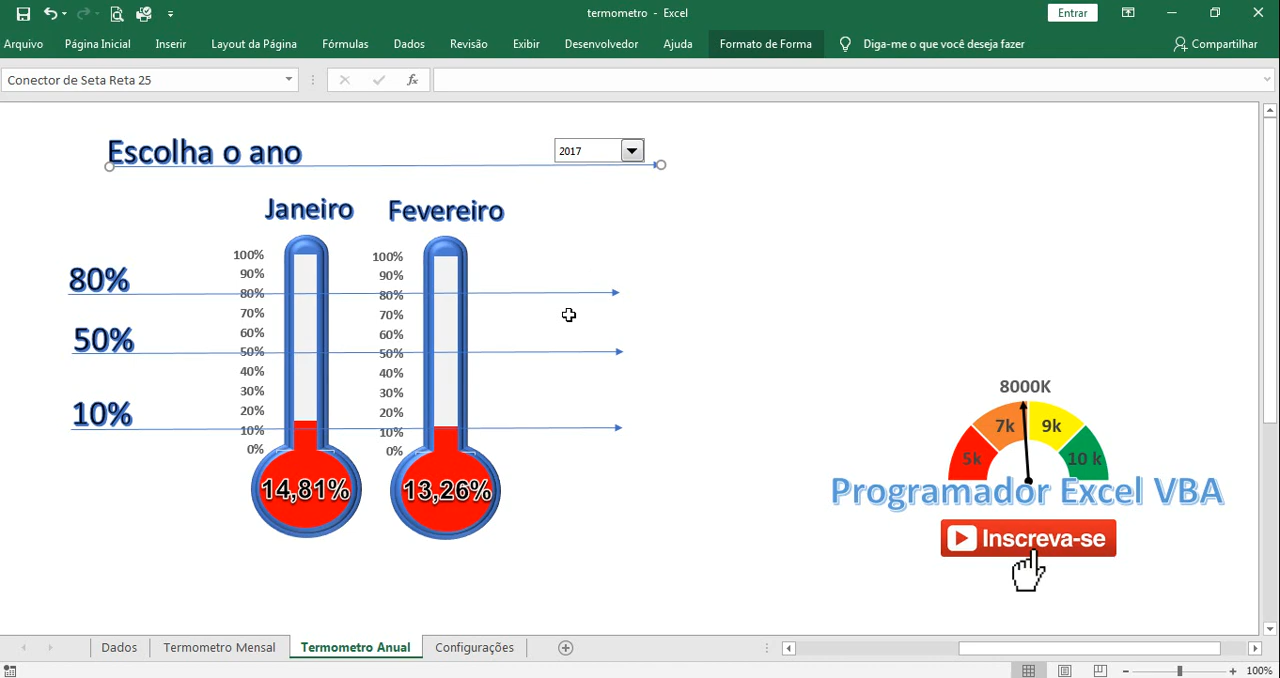 termometro - Excel
Entrar
Arquivo Página Inicial Inserir Layout da Página Fórmulas Dados Revisão Exibir Desenvolvedor Ajuda Formato de Forma Diga-me o que você deseja fazer Compartilhar
Conector de Seta Reta 25
fx
Escolha o ano
2017
Janeiro Fevereiro
100% 100%
90% 90%
80% 80% 80%
70% 70%
60% 60%
50% 50% 50%
40% 40%
30% 30%
20% 20%
10% 10% 10%
0% 0%
14,81% 13,26%
8000K
7k 9k
5k 10 k
Programador Excel VBA
Inscreva-se
Dados Termometro Mensal Termometro Anual Configurações
100%